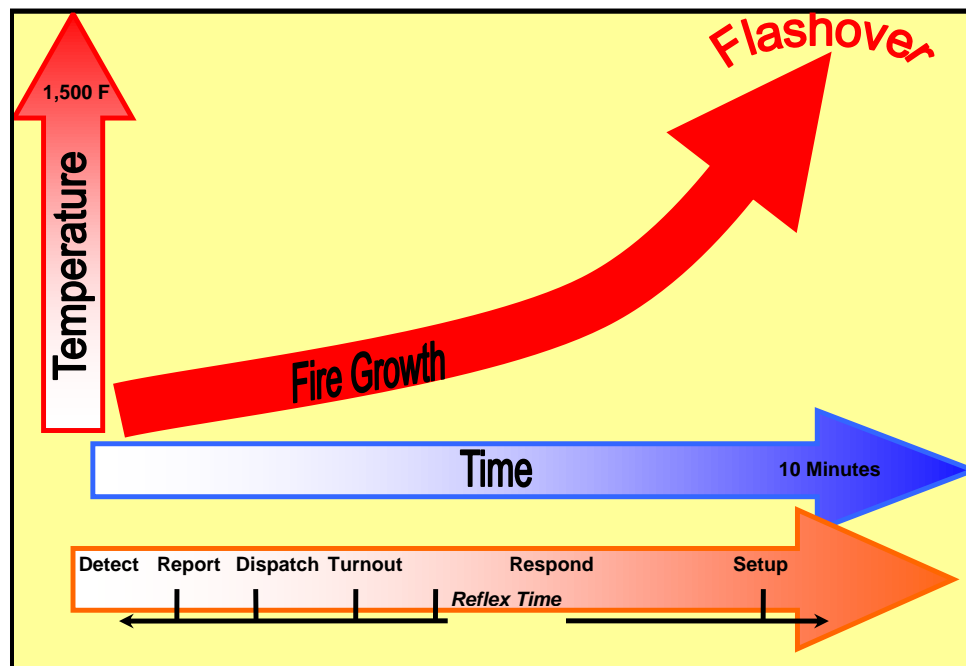 Flashover
1,500 F
Temperature
Fire Growth
Time
10 Minutes
Detect Report Dispatch Turnout Respond Setup
Reflex Time